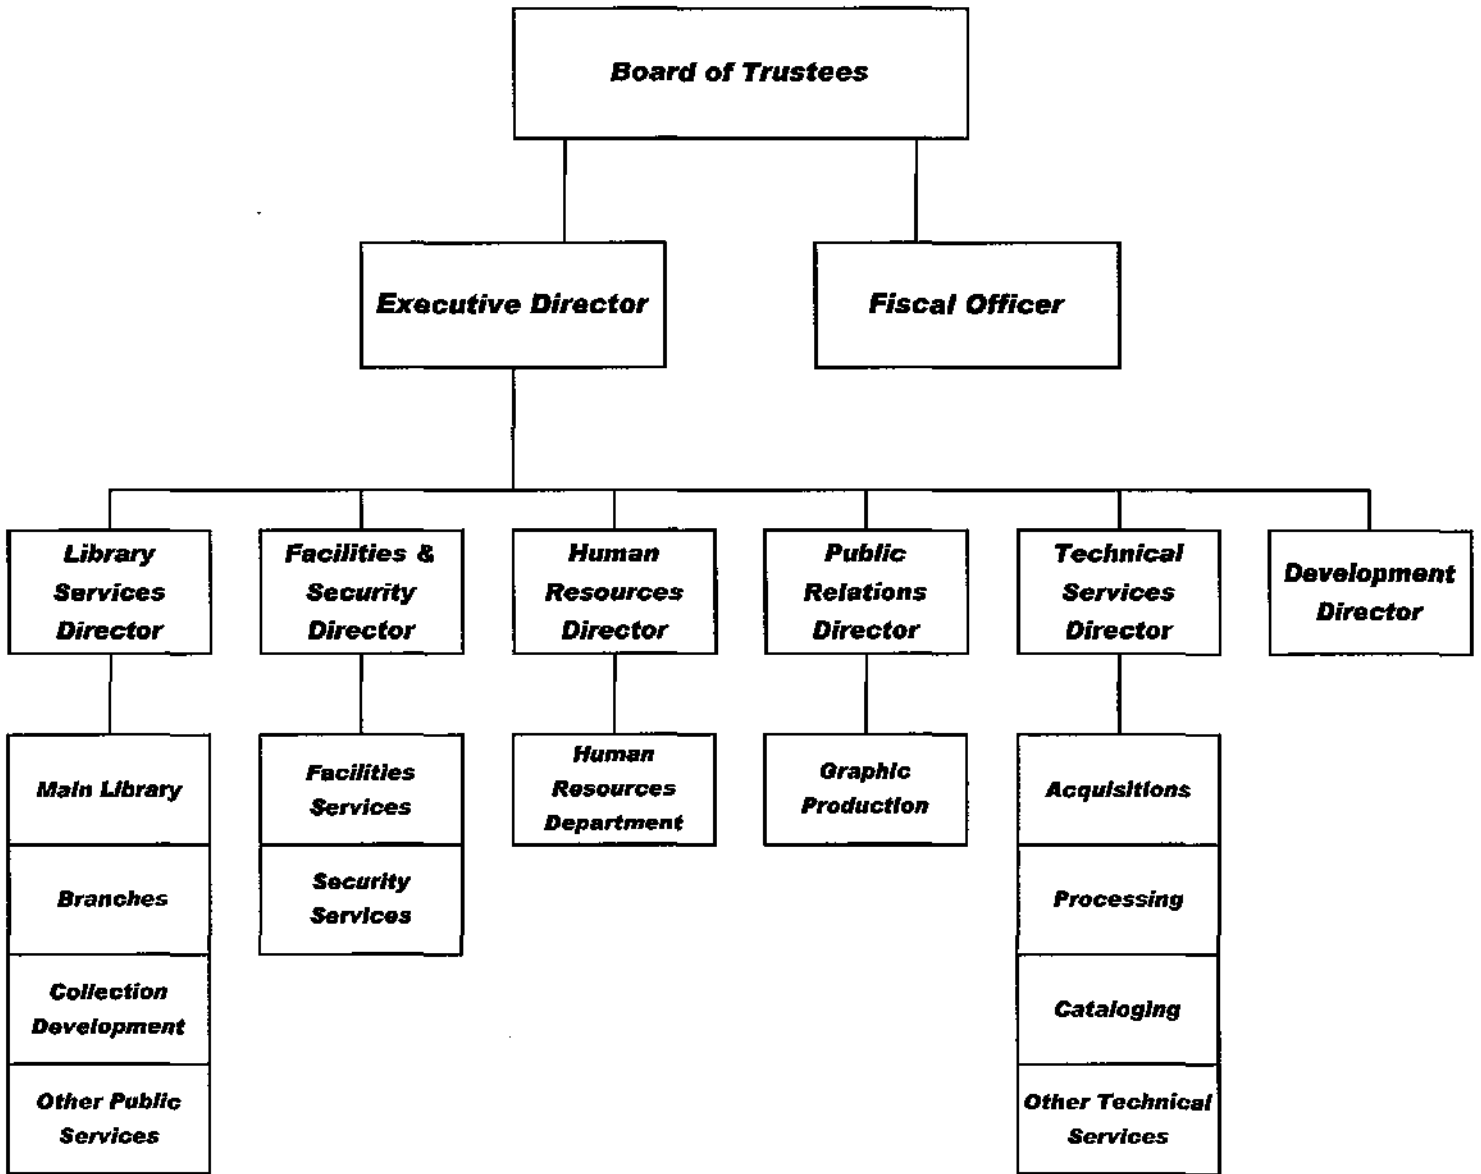 Board of Trustees
Executive Director
Fiscal Officer
Library
Services
Director
Facilities &
Security
Director
Human
Resources
Director
Public
Relations
Director
Technical
Services
Director
Development
Director
Main Library
Branches
Collection
Development
Other Public
Services
Facilities
Services
Security
Services
Human
Resources
Department
Graphic
Production
Acquisitions
Processing
Cataloging
Other Technical
Services